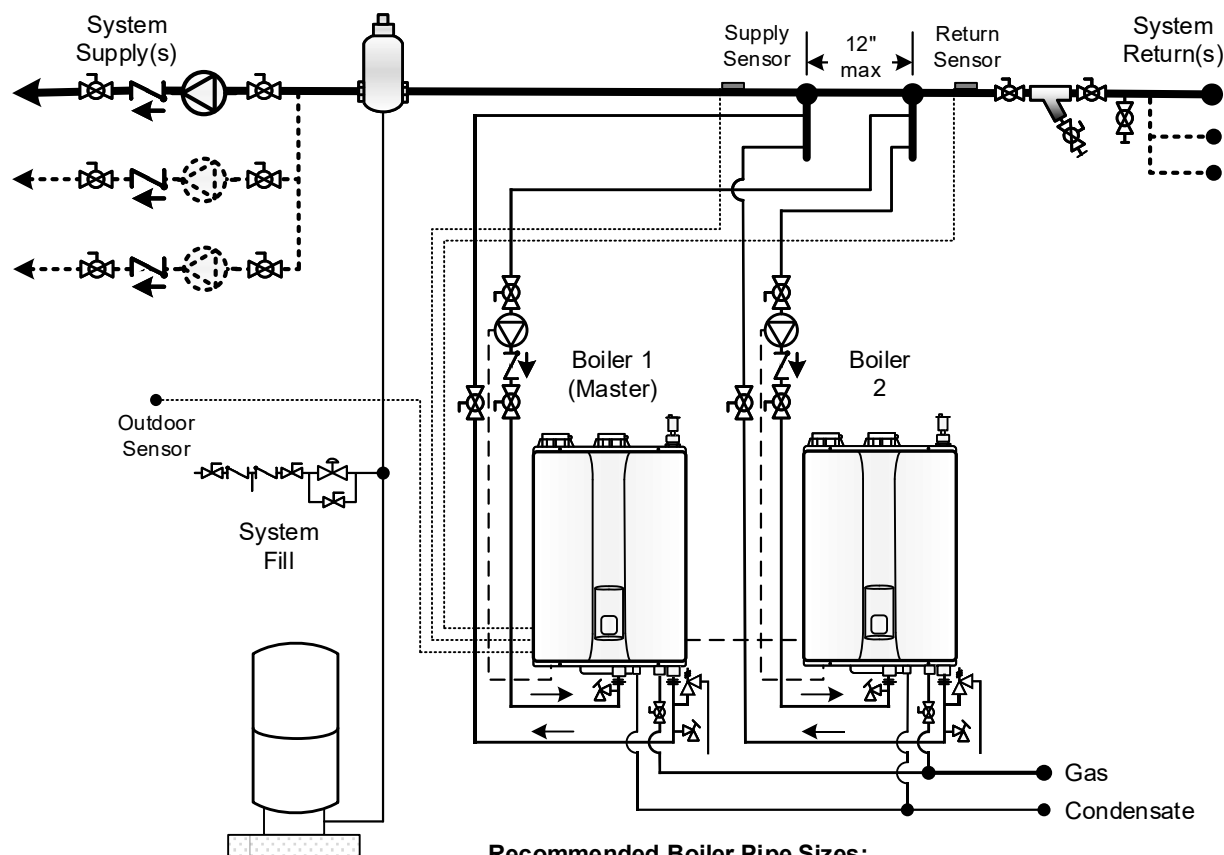 System
Supply(s)
Supply
Sensor
12"
max
Return
Sensor
System
Return(s)
Boiler 1
(Master)
Boiler
2
Outdoor
Sensor
System
Fill
Gas
Condensate
Recommended Boiler Pipe Sizes: